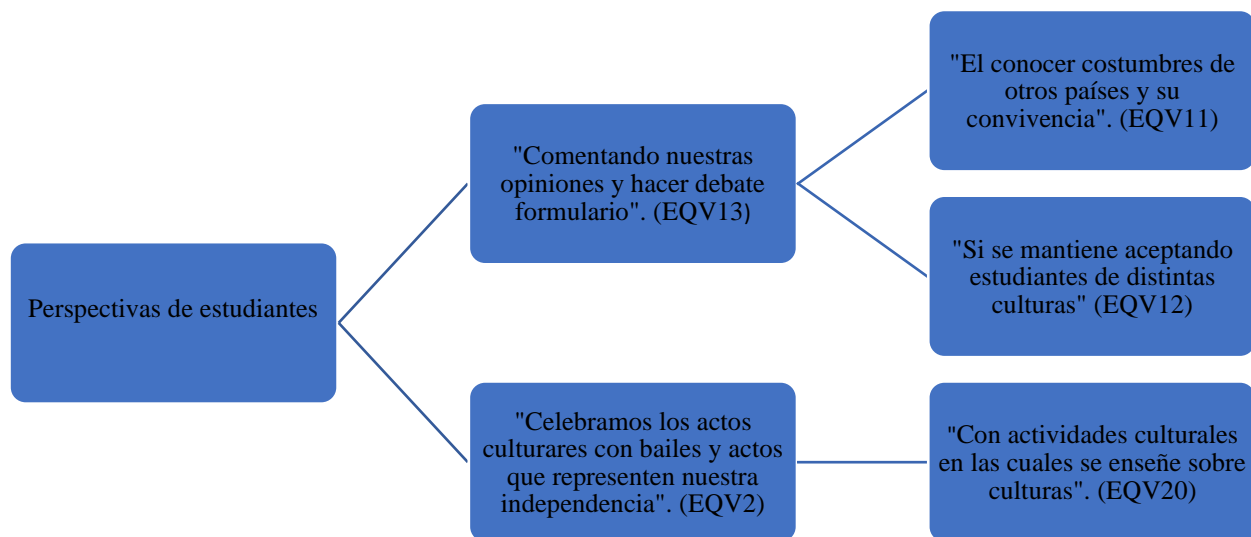 Perspectivas de estudiantes
"Comentando nuestras
opiniones y hacer debate
formulario". (EQV13)
"El conocer costumbres de
otros países y su
convivencia". (EQV11)
"Si se mantiene aceptando
estudiantes de distintas
culturas" (EQV12)
"Celebramos los actos
culturares con bailes y actos
que representen nuestra
independencia". (EQV2)
"Con actividades culturales
en las cuales se enseñe sobre
culturas". (EQV20)